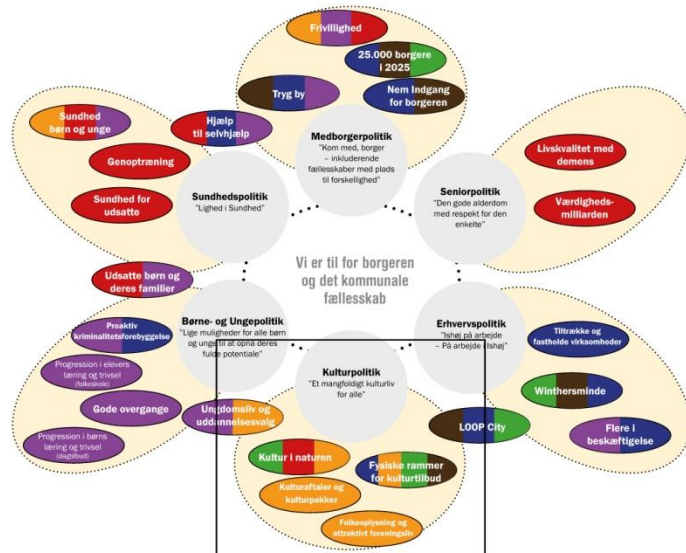 Frivillighed
25.000 borgere
i 2025
Tryg by
Nem Indgang
for borgeren
Sundhed
børn og unge
Hjælp
til selvhjælp
Genoptræning
Sundhed for
udsatte
Medborgerpolitik
"Kom med, borger
– inkluderende
fællesskaber med plads
til forskellighed"
Livskvalitet med
demens
Værdigheds-
milliarden
Sundhedspolitik
"Lighed i Sundhed"
Seniorpolitik
"Den gode alderdom
med respekt for den
enkelte"
Vi er til for borgeren
og det kommunale
fællesskab
Udsatte børn og
deres familier
Børne- og Ungepolitik
"Lige muligheder for alle børn
og unge til at opnå deres
fulde potentiale"
Erhvervspolitik
"Ishøj på arbejde
– På arbejde i Ishøj"
Proaktiv
kriminalitetsforebyggelse
Progression i elevers
læring og trivsel
(folkeskole)
Gode overgange
Progression i børns
læring og trivsel
(dagtilbud)
Ungdomsliv og
uddannelsesvalg
Kulturpolitik
"Et mangfoldigt kulturliv
for alle"
Tiltrække og
fastholde virksomheder
Winthersminde
LOOP City
Flere i
beskæftigelse
Kultur i naturen
Fysiske rammer
for kulturtilbud
Kulturaftaler og
kulturpakker
Folkeoplysning og
attraktivt foreningsliv